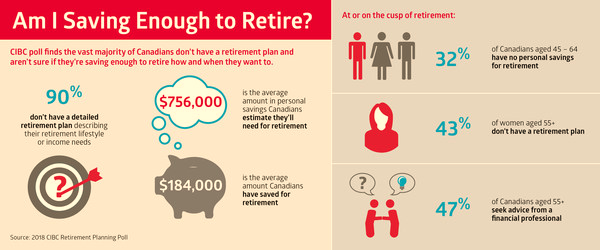 Am I Saving Enough to Retire?
CIBC poll finds the vast majority of Canadians don't have a retirement plan and
aren't sure if they're saving enough to retire how and when they want to.
90%
don't have a detailed
retirement plan describing
their retirement lifestyle
or income needs
?
$756,000
is the average
amount in personal
savings Canadians
estimate they'll
need for retirement
$184,000
is the average
amount Canadians
have saved for
retirement
Source: 2018 CIBC Retirement Planning Poll
At or on the cusp of retirement:
32%
of Canadians aged 45 – 64
have no personal savings
for retirement
43%
of women aged 55+
don't have a retirement plan
?
47%
of Canadians aged 55+
seek advice from a
financial professional